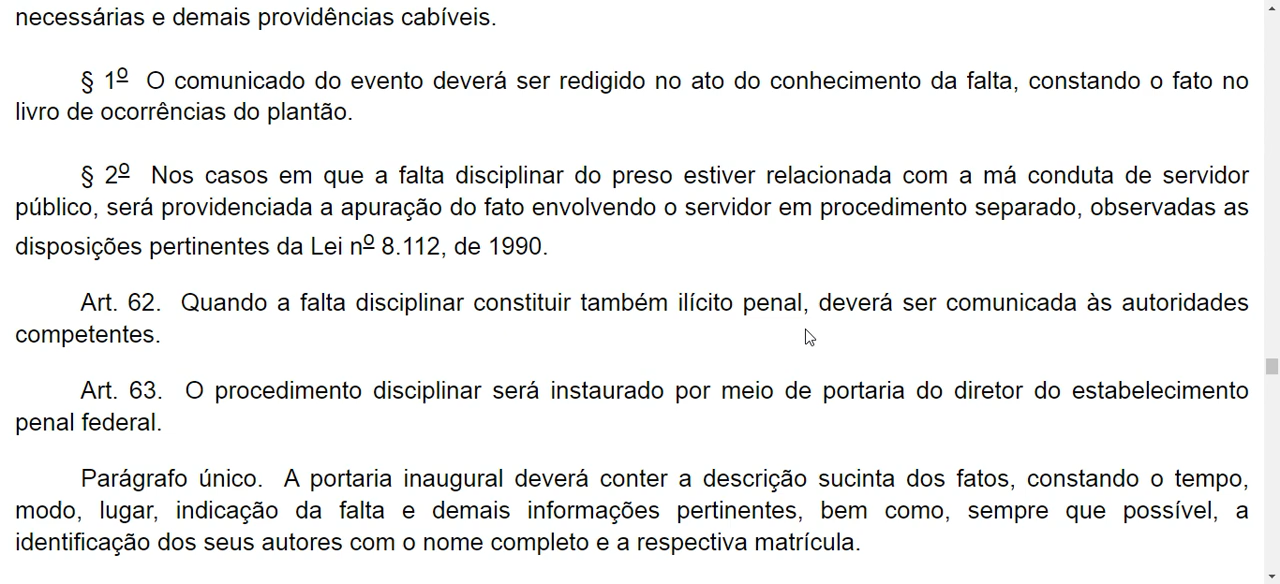 necessárias e demais providências cabíveis.
§ 1º O comunicado do evento deverá ser redigido no ato do conhecimento da falta, constando o fato no
livro de ocorrências do plantão.
§ 2º Nos casos em que a falta disciplinar do preso estiver relacionada com a má conduta de servidor
público, será providenciada a apuração do fato envolvendo o servidor em procedimento separado, observadas as
disposições pertinentes da Lei nº 8.112, de 1990.
Art. 62. Quando a falta disciplinar constituir também ilícito penal, deverá ser comunicada às autoridades
competentes.
Art. 63. O procedimento disciplinar será instaurado por meio de portaria do diretor do estabelecimento
penal federal.
Parágrafo único. A portaria inaugural deverá conter a descrição sucinta dos fatos, constando o tempo,
modo, lugar, indicação da falta e demais informações pertinentes, bem como, sempre que possível, a
identificação dos seus autores com o nome completo e a respectiva matrícula.